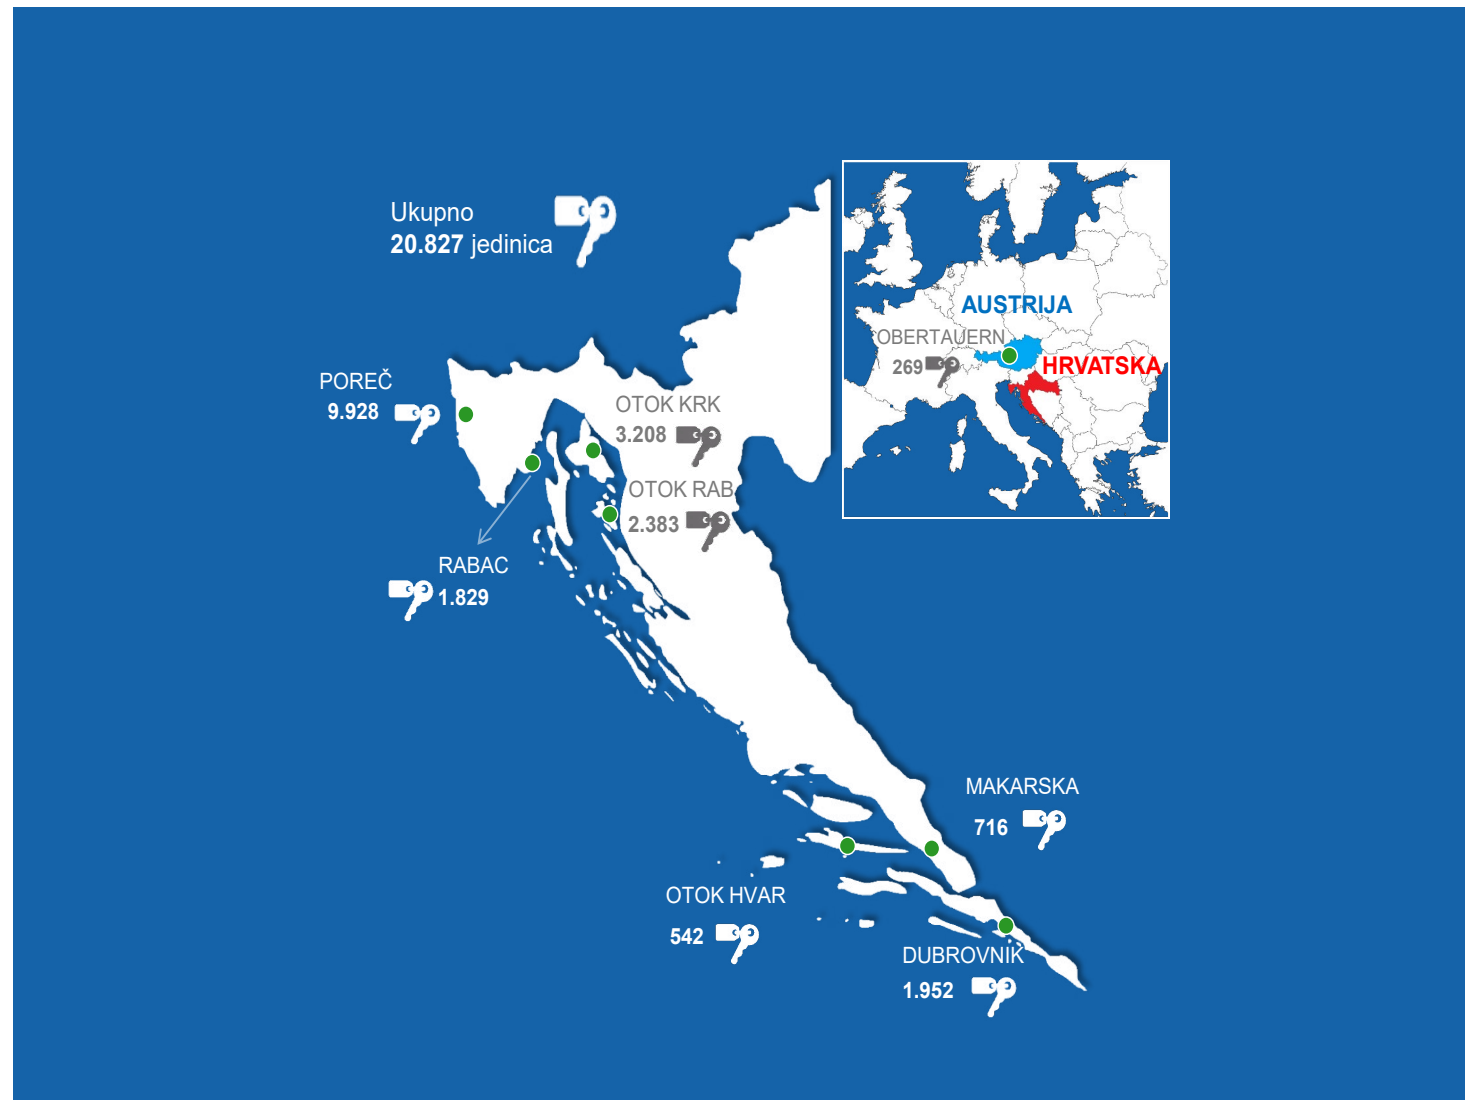 Ukupno
20.827 jedinica
AUSTRIJA
OBERTAUERN
269
HRVATSKA
POREČ
9.928
OTOK KRK
3.208
OTOK RAB
2.383
RABAC
1.829
MAKARSKA
716
OTOK HVAR
542
DUBROVNIK
1.952